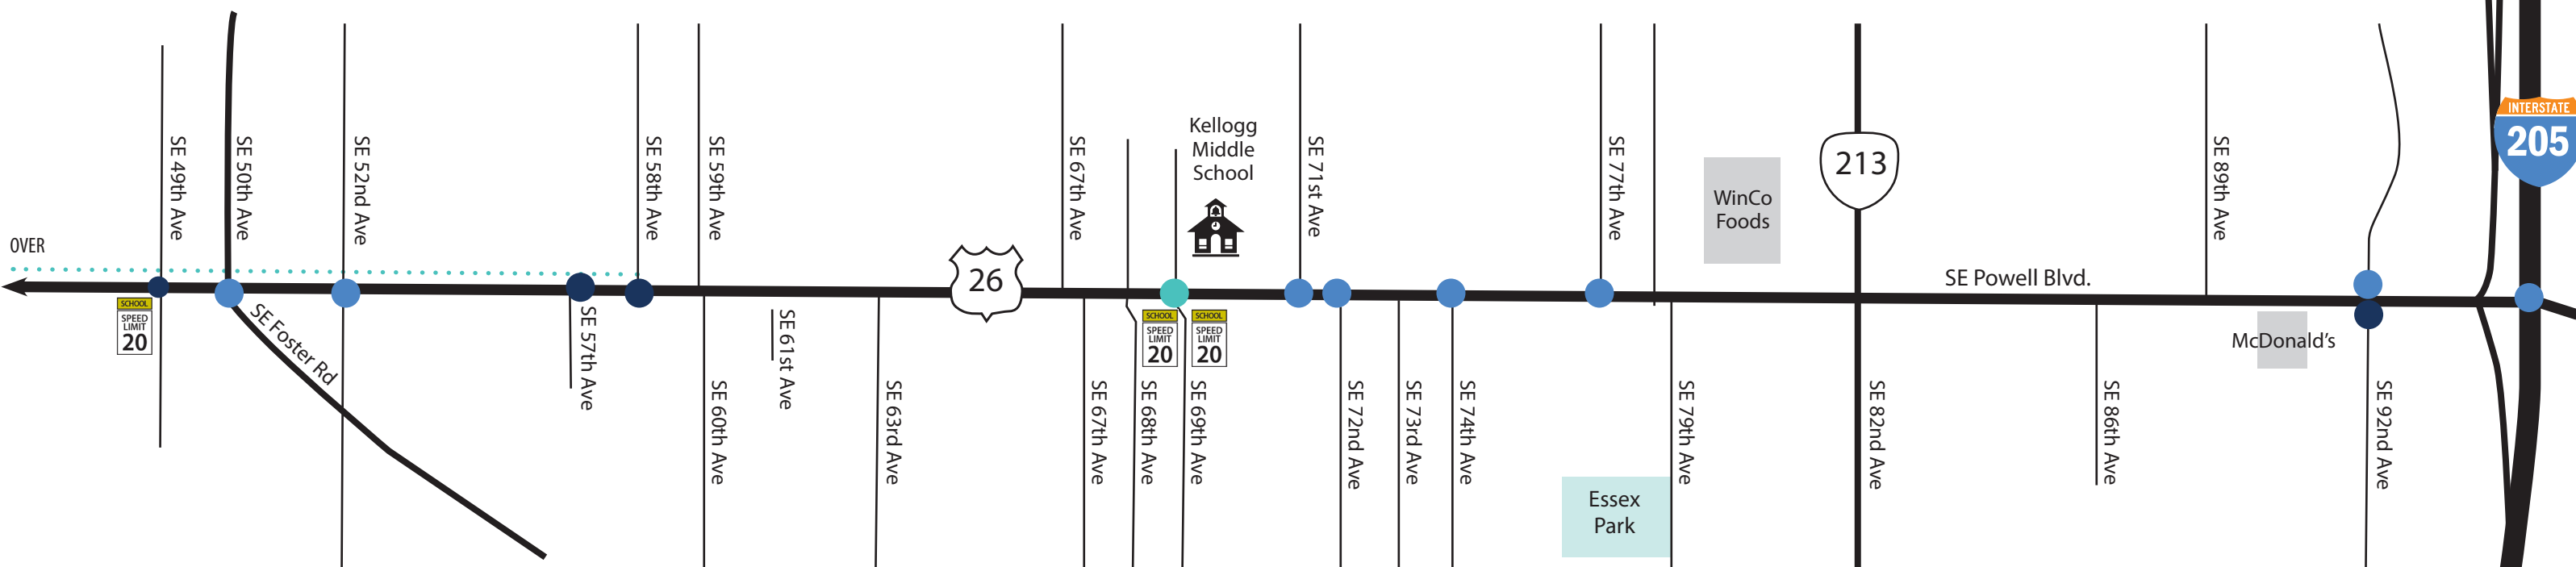 OVER
SE 49th Ave
SE 50th Ave
SE 52nd Ave
SE Foster Rd
SCHOOL
SPEED
LIMIT
20
SE 58th Ave
SE 59th Ave
SE 57th Ave
SE 60th Ave
SE 61st Ave
SE 63rd Ave
26
SE 67th Ave
SE 67th Ave
SE 68th Ave
SE 69th Ave
Kellogg
Middle
School
SCHOOL
SPEED
LIMIT
20
SCHOOL
SPEED
LIMIT
20
SE 71st Ave
SE 72nd Ave
SE 73rd Ave
SE 74th Ave
SE 77th Ave
Essex
Park
SE 79th Ave
WinCo
Foods
213
SE 82nd Ave
SE Powell Blvd.
SE 86th Ave
SE 89th Ave
McDonald's
SE 92nd Ave
INTERSTATE
205